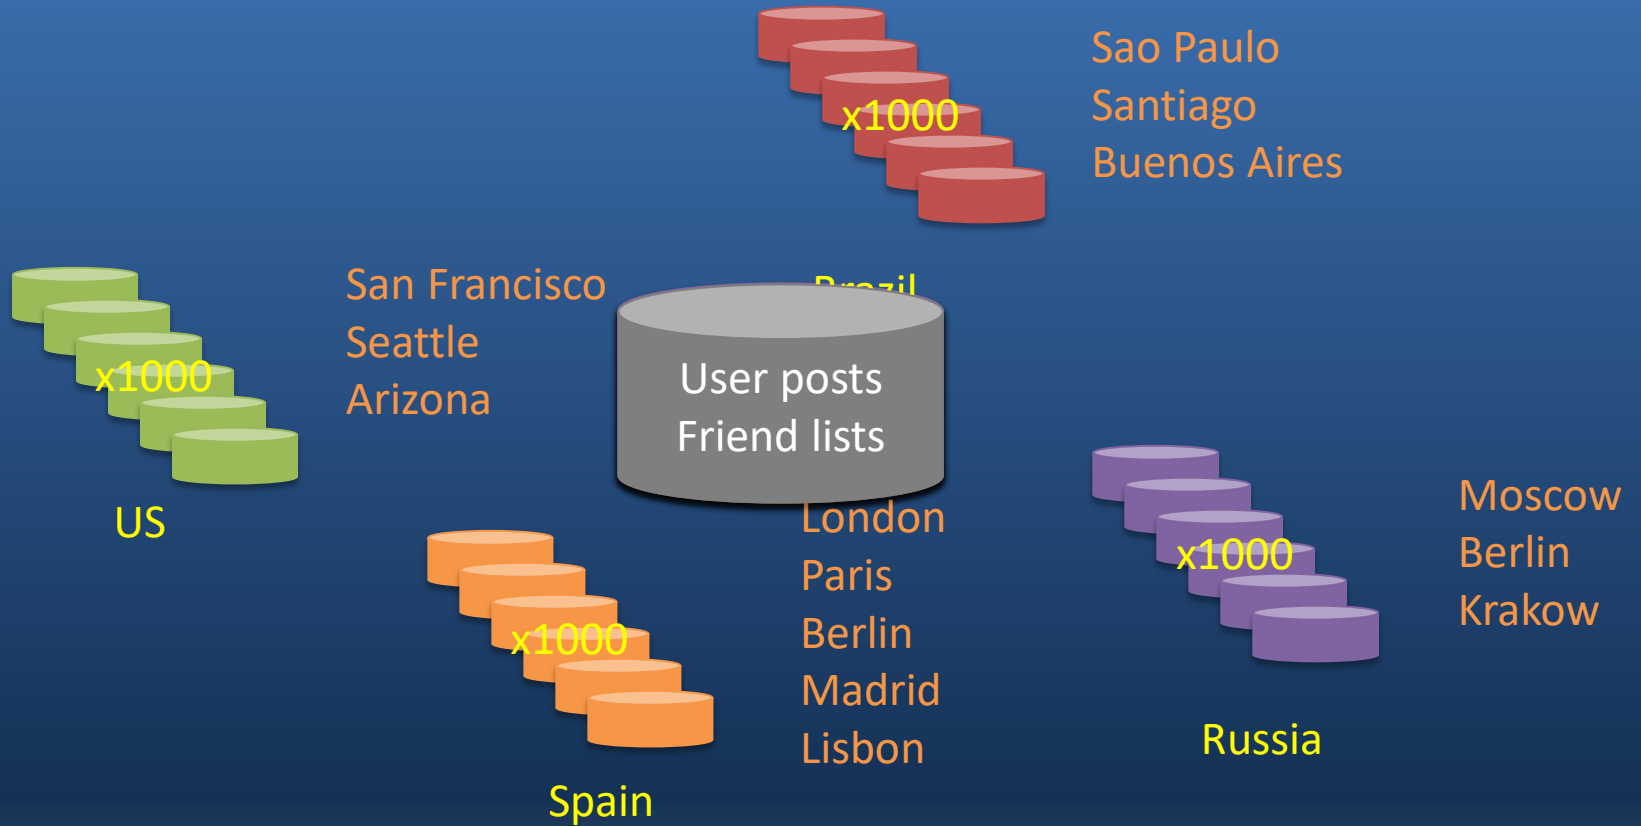 x1000
Sao Paulo
Santiago
Buenos Aires
Brazil
x1000
San Francisco
Seattle
Arizona
US
User posts
Friend lists
x1000
London
Paris
Berlin
Madrid
Lisbon
Spain
x1000
Moscow
Berlin
Krakow
Russia